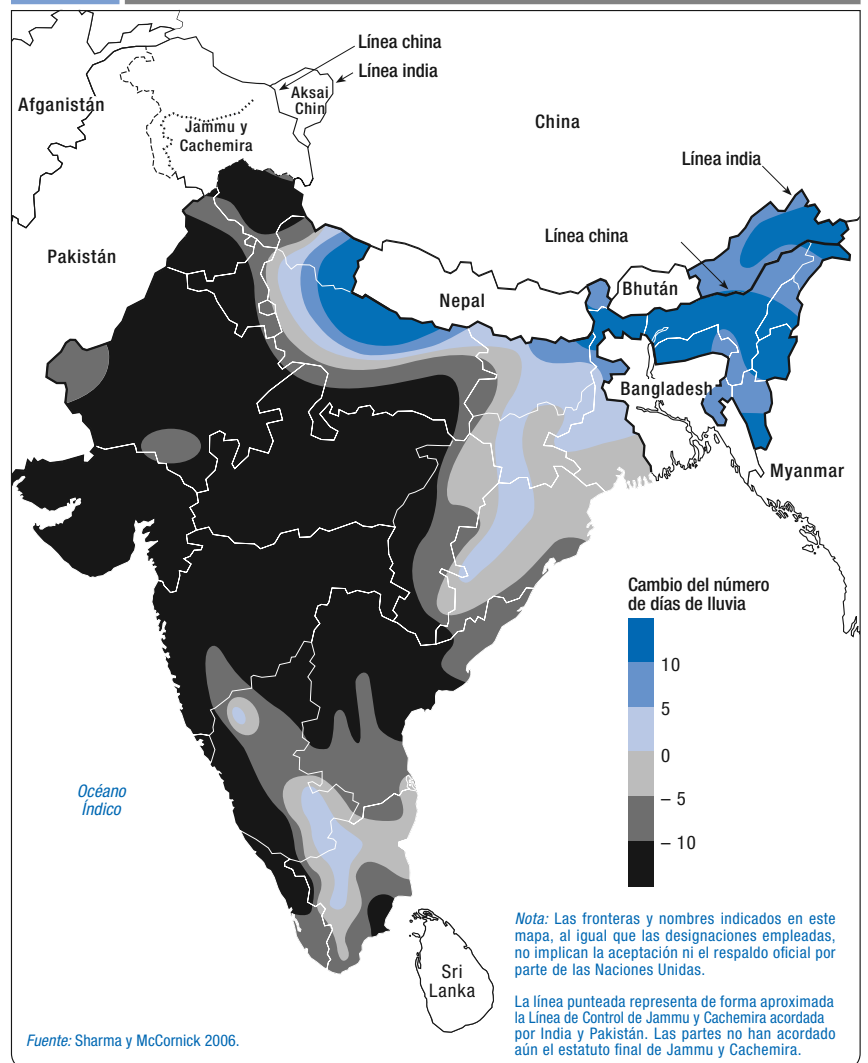 Línea china
Línea india
Afganistán
Aksai
Chin
Jammu y
Cachemira
China
Línea india
Pakistán
Línea china
Nepal
Bhután
Bangladesh
Myanmar
Cambio del número
de días de lluvia
10
5
0
– 5
– 10
Océano
Índico
Sri
Lanka
Nota: Las fronteras y nombres indicados en este
mapa, al igual que las designaciones empleadas,
no implican la aceptación ni el respaldo oficial por
parte de las Naciones Unidas.
La línea punteada representa de forma aproximada
la Línea de Control de Jammu y Cachemira acordada
por India y Pakistán. Las partes no han acordado
aún el estatuto final de Jammu y Cachemira.
Fuente: Sharma y McCornick 2006.